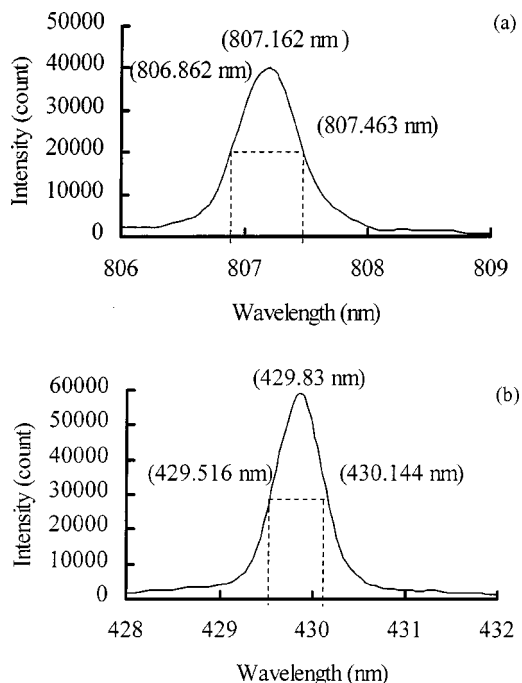 (a)
(807.162 nm )
(806.862 nm)
(807.463 nm)
Intensity (count)
50000
40000
30000
20000
10000
0
806 807 808 809
Wavelength (nm)
(b)
(429.83 nm)
(429.516 nm)
(430.144 nm)
Intensity (count)
60000
50000
40000
30000
20000
10000
0
428 429 430 431 432
Wavelength (nm)